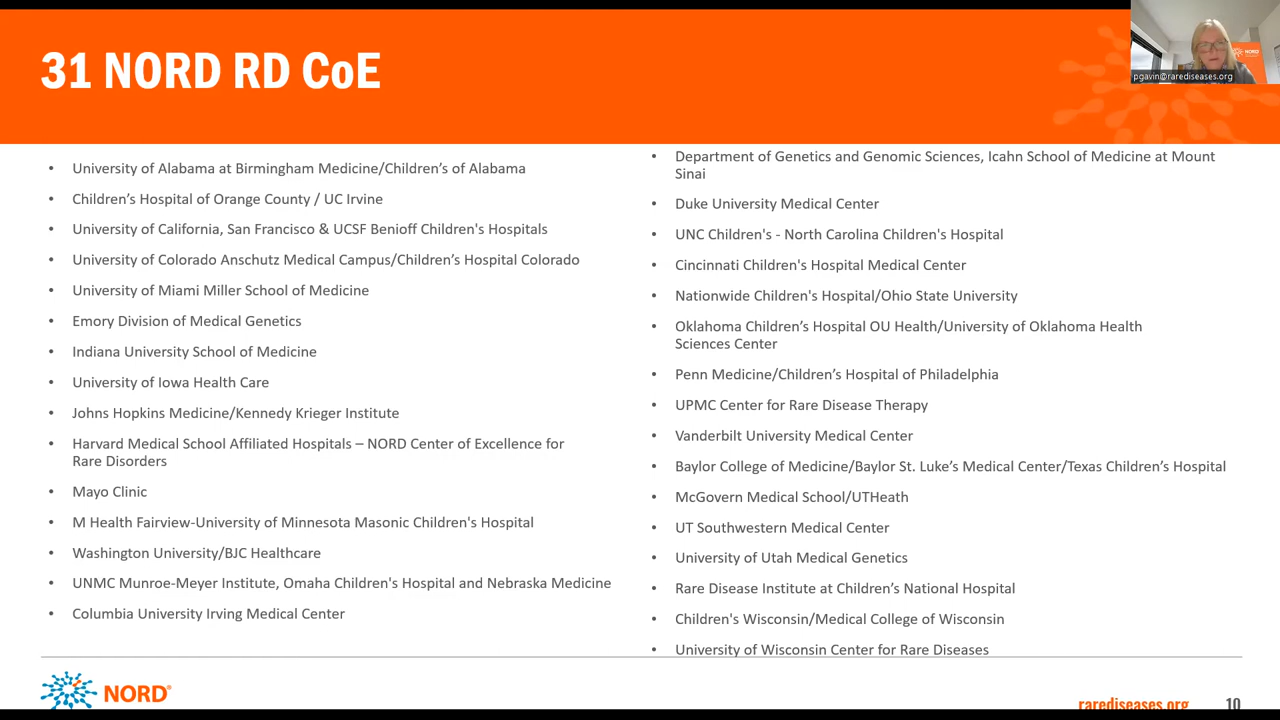 31 NORD RD CoE
pgavin@rarediseases.org
• University of Alabama at Birmingham Medicine/Children’s of Alabama
• Children’s Hospital of Orange County / UC Irvine
• University of California, San Francisco & UCSF Benioff Children's Hospitals
• University of Colorado Anschutz Medical Campus/Children’s Hospital Colorado
• University of Miami Miller School of Medicine
• Emory Division of Medical Genetics
• Indiana University School of Medicine
• University of Iowa Health Care
• Johns Hopkins Medicine/Kennedy Krieger Institute
• Harvard Medical School Affiliated Hospitals – NORD Center of Excellence for
Rare Disorders
• Mayo Clinic
• M Health Fairview-University of Minnesota Masonic Children's Hospital
• Washington University/BJC Healthcare
• UNMC Munroe-Meyer Institute, Omaha Children's Hospital and Nebraska Medicine
• Columbia University Irving Medical Center
• Department of Genetics and Genomic Sciences, Icahn School of Medicine at Mount
Sinai
• Duke University Medical Center
• UNC Children's - North Carolina Children's Hospital
• Cincinnati Children's Hospital Medical Center
• Nationwide Children's Hospital/Ohio State University
• Oklahoma Children’s Hospital OU Health/University of Oklahoma Health
Sciences Center
• Penn Medicine/Children’s Hospital of Philadelphia
• UPMC Center for Rare Disease Therapy
• Vanderbilt University Medical Center
• Baylor College of Medicine/Baylor St. Luke’s Medical Center/Texas Children’s Hospital
• McGovern Medical School/UTHeath
• UT Southwestern Medical Center
• University of Utah Medical Genetics
• Rare Disease Institute at Children’s National Hospital
• Children's Wisconsin/Medical College of Wisconsin
• University of Wisconsin Center for Rare Diseases
NORD®
rarediseases.org
10
NORD